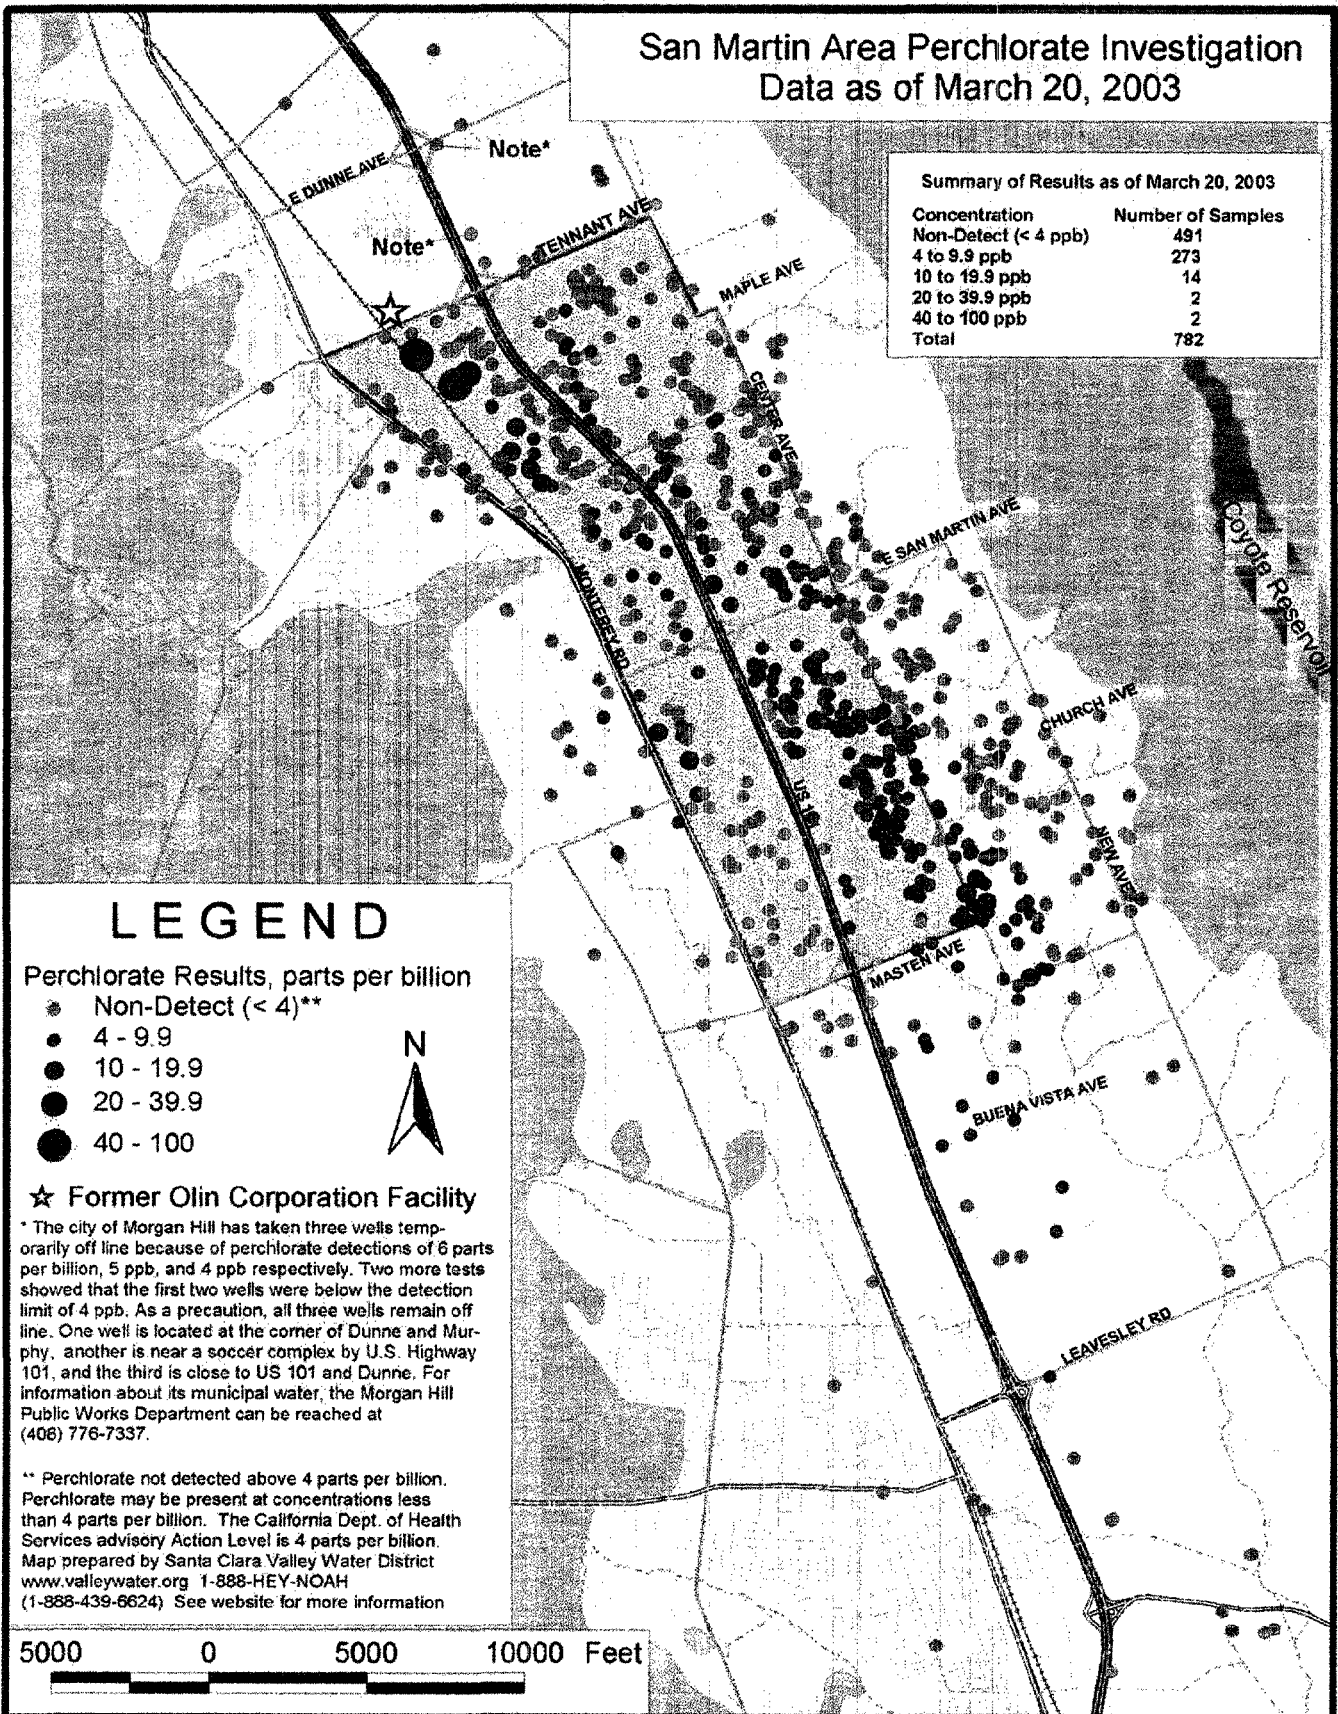 San Martin Area Perchlorate Investigation
Data as of March 20, 2003
Note*
E DUNNE AVE
Note*
TENNANT AVE
MAPLE AVE
Summary of Results as of March 20, 2003
Concentration Number of Samples
Non-Detect (< 4 ppb) 491
4 to 9.9 ppb 273
10 to 19.9 ppb 14
20 to 39.9 ppb 2
40 to 100 ppb 2
Total 782
CENTER AVE
E SAN MARTIN AVE
Coyote Reservoir
MONTEREY RD
CHURCH AVE
US 101
NEW AVE
MASTEN AVE
BUENA VISTA AVE
LEAVESLEY RD
LEGEND
Perchlorate Results, parts per billion
Non-Detect (< 4)**
4 - 9.9
10 - 19.9
20 - 39.9
40 - 100
N
Former Olin Corporation Facility
* The city of Morgan Hill has taken three wells temp-
orarily off line because of perchlorate detections of 6 parts
per billion, 5 ppb, and 4 ppb respectively. Two more tests
showed that the first two wells were below the detection
limit of 4 ppb. As a precaution, all three wells remain off
line. One well is located at the corner of Dunne and Mur-
phy, another is near a soccer complex by U.S. Highway
101, and the third is close to US 101 and Dunne. For
information about its municipal water, the Morgan Hill
Public Works Department can be reached at
(408) 776-7337.
** Perchlorate not detected above 4 parts per billion.
Perchlorate may be present at concentrations less
than 4 parts per billion. The California Dept. of Health
Services advisory Action Level is 4 parts per billion.
Map prepared by Santa Clara Valley Water District
www.valleywater.org 1-888-HEY-NOAH
(1-888-439-6624) See website for more information
5000 0 5000 10000 Feet